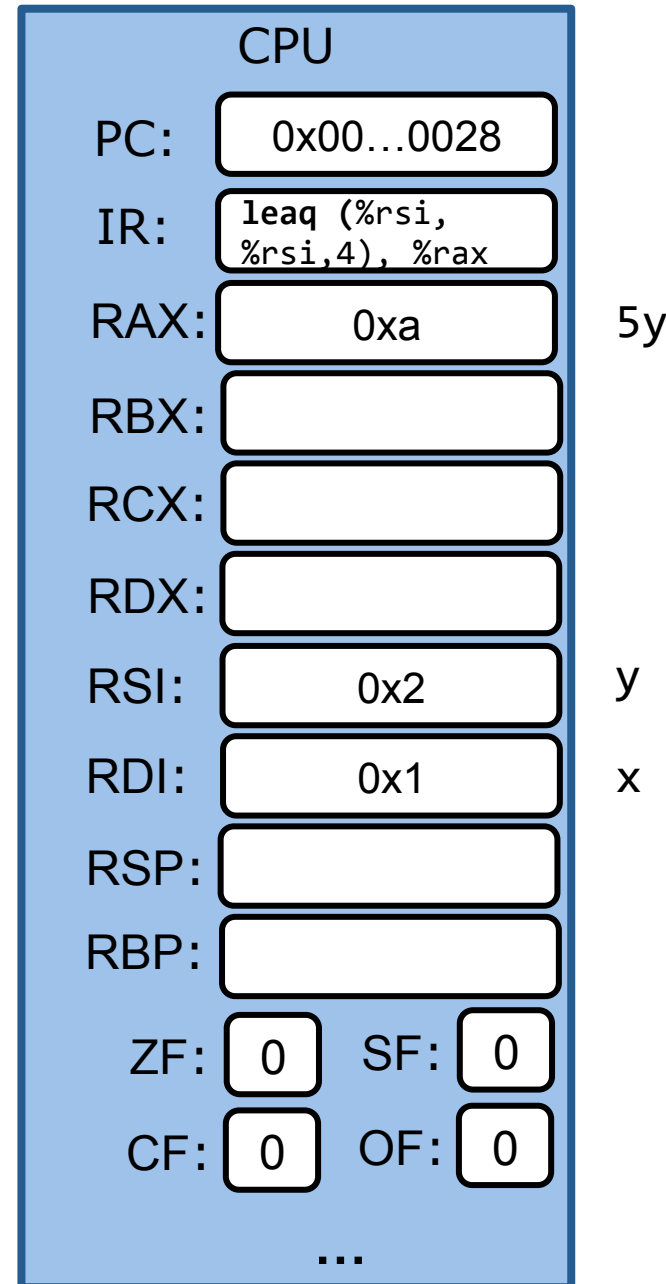 CPU
PC: 0x00...0028
IR: leaq (%rsi,
%rsi,4), %rax
RAX: 0xa 5y
RBX:
RCX:
RDX:
RSI: 0x2 y
RDI: 0x1 x
RSP:
RBP:
ZF: 0 SF: 0
CF: 0 OF: 0
...